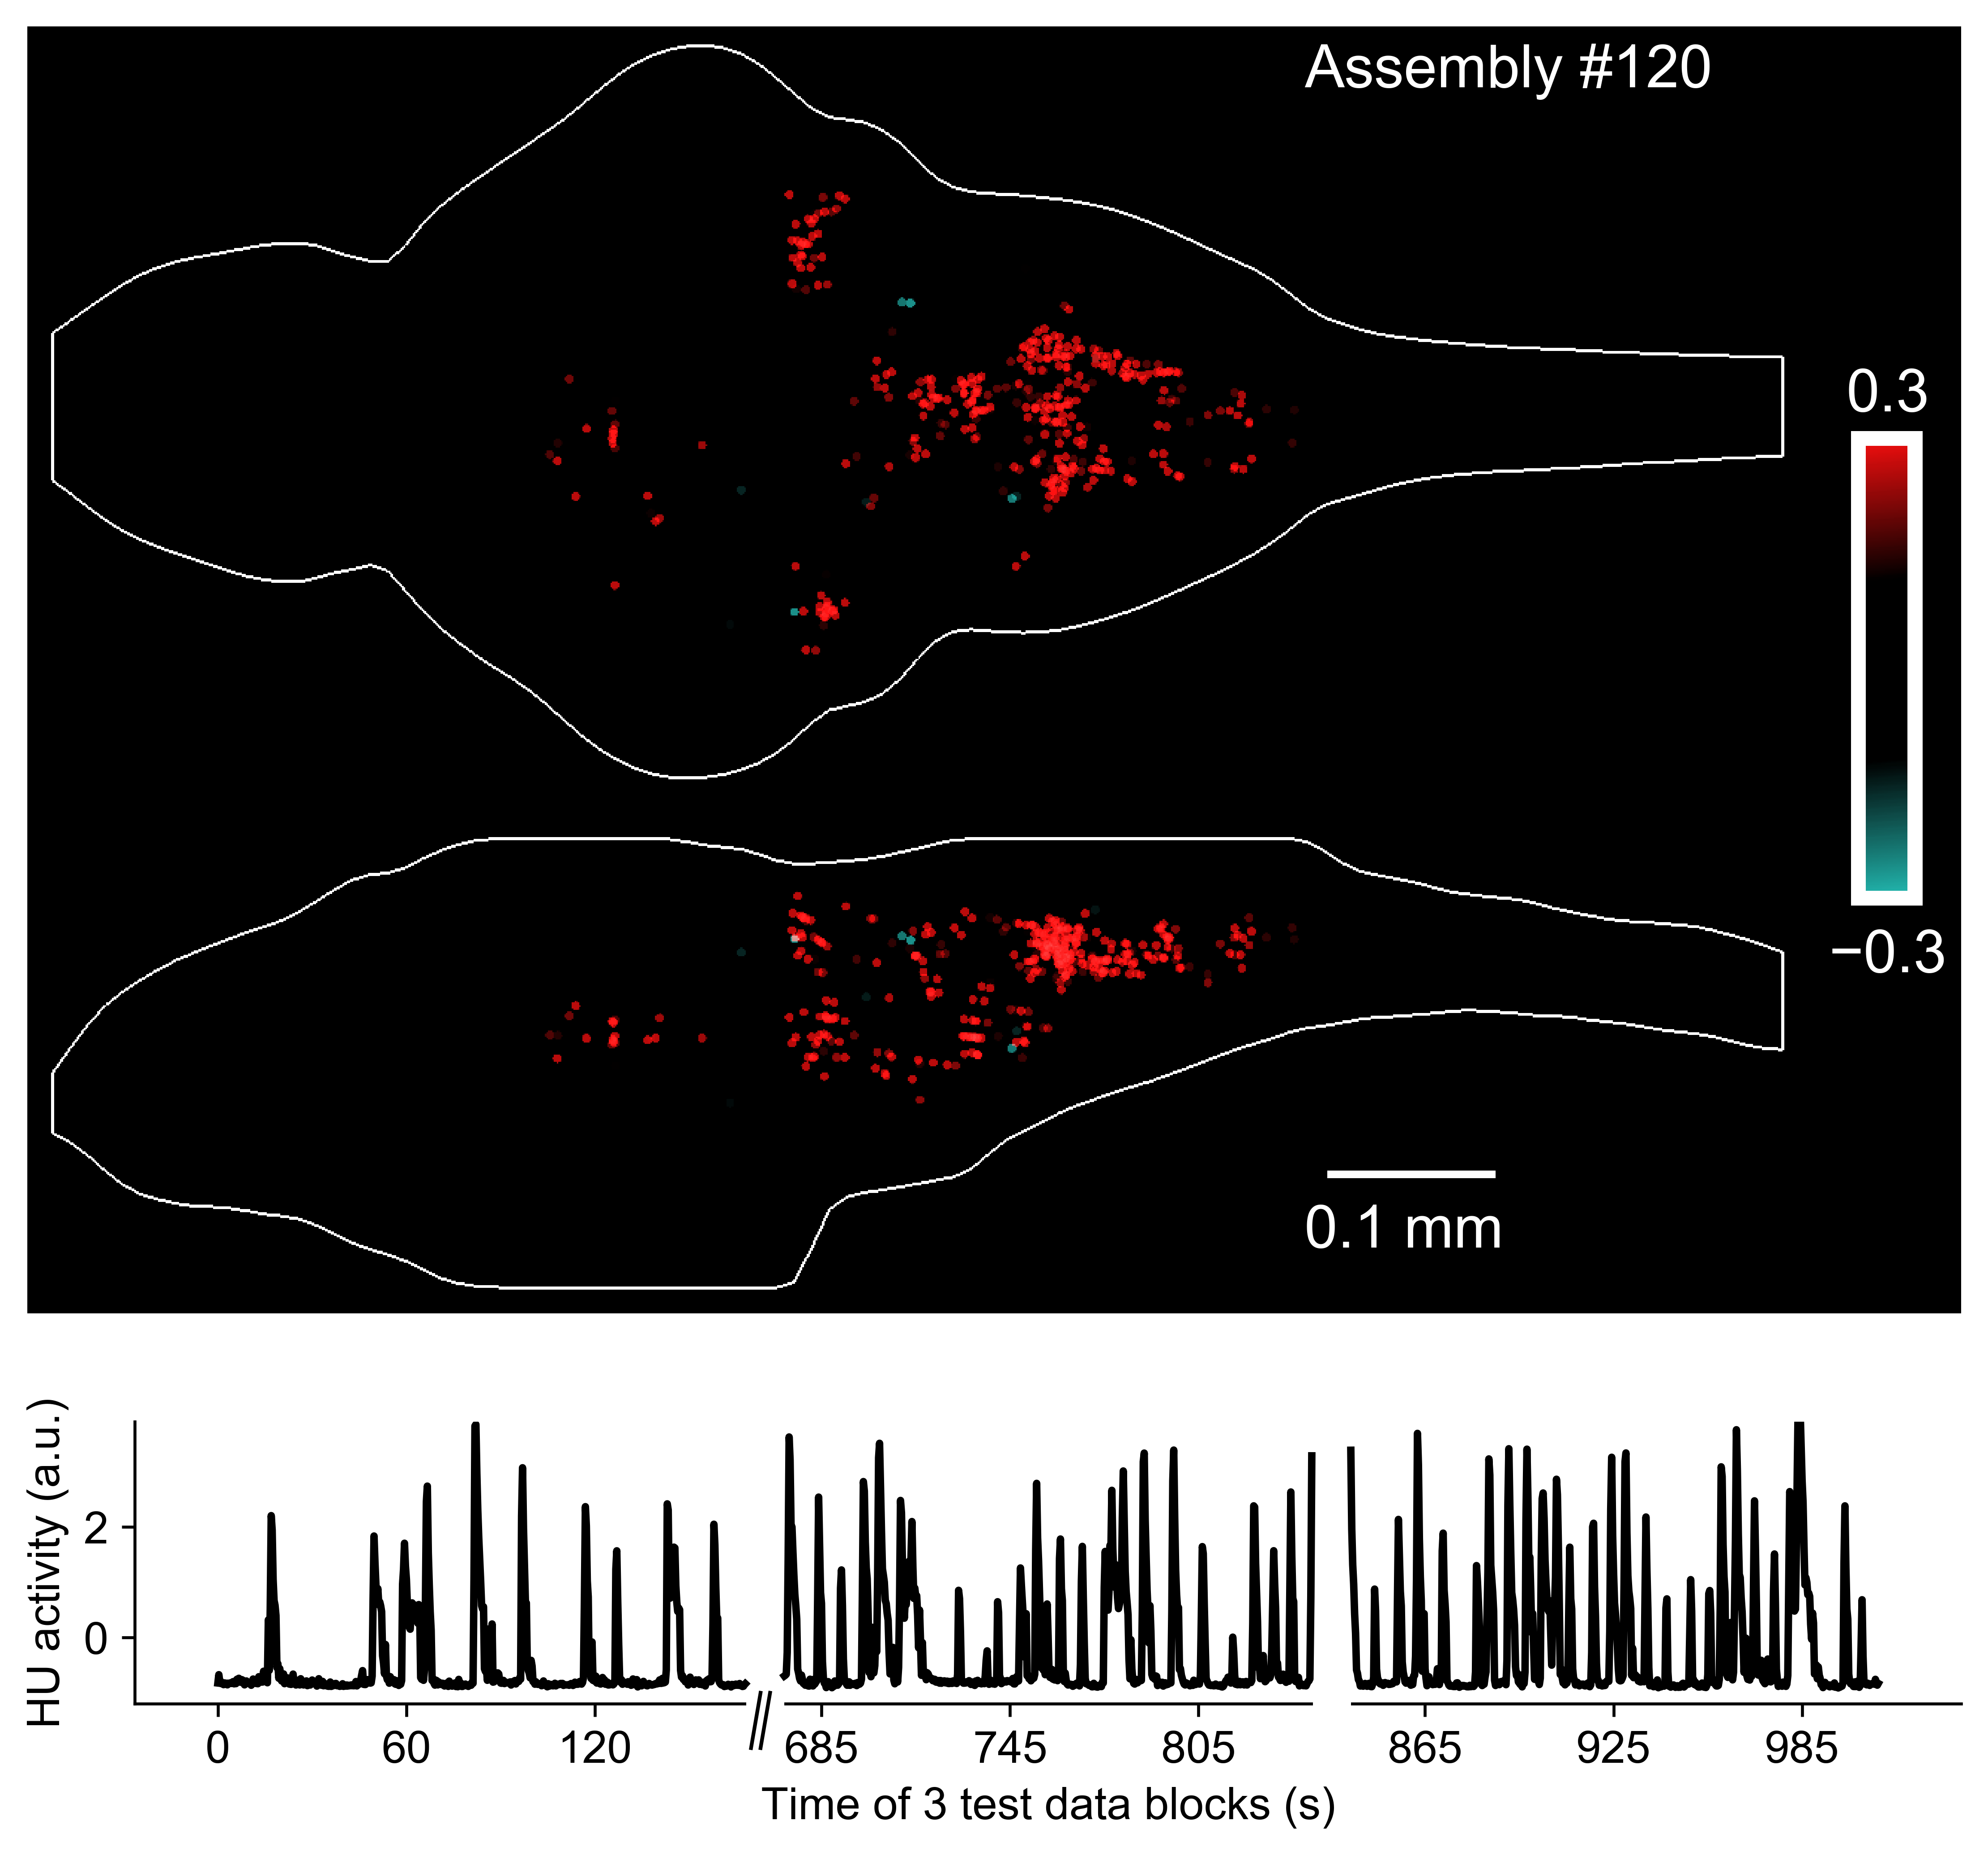 Assembly #120
0.3
−0.3
0.1 mm
HU activity (a.u.)
2
0
0 60 120 685 745 805 865 925 985
Time of 3 test data blocks (s)